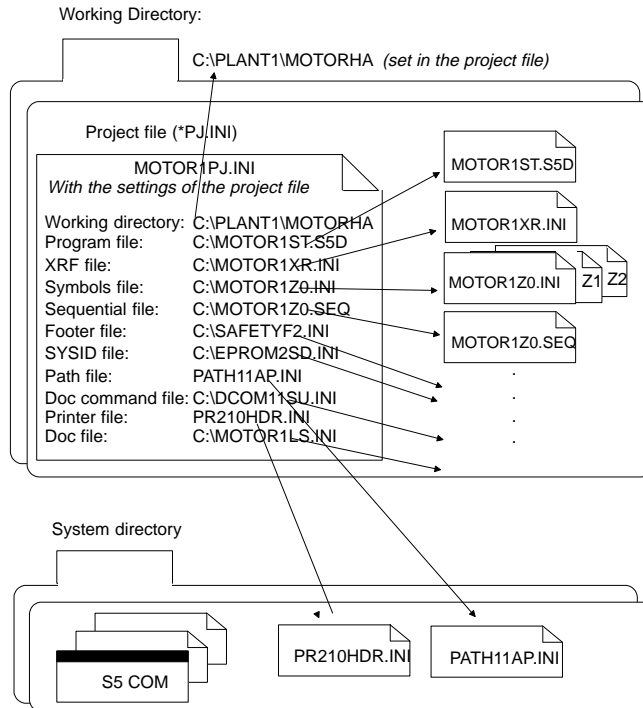 Working Directory:
C:\PLANT1\MOTORHA (set in the project file)
Project file (*PJ.INI)
MOTOR1PJ.INI
With the settings of the project file
Working directory: C:\PLANT1\MOTORHA
Program file: C:\MOTOR1ST.S5D
XRF file: C:\MOTOR1XR.INI
Symbols file: C:\MOTOR1Z0.INI
Sequential file: C:\MOTOR1Z0.SEQ
Footer file: C:\SAFETYF2.INI
SYSID file: C:\EPROM2SD.INI
Path file: PATH11AP.INI
Doc command file: C:\DCOM11SU.INI
Printer file: PR210HDR.INI
Doc file: C:\MOTOR1LS.INI
MOTOR1ST.S5D
MOTOR1XR.INI
MOTOR1Z0.INI Z1 Z2
MOTOR1Z0.SEQ
System directory
S5 COM
PR210HDR.INI
PATH11AP.INI